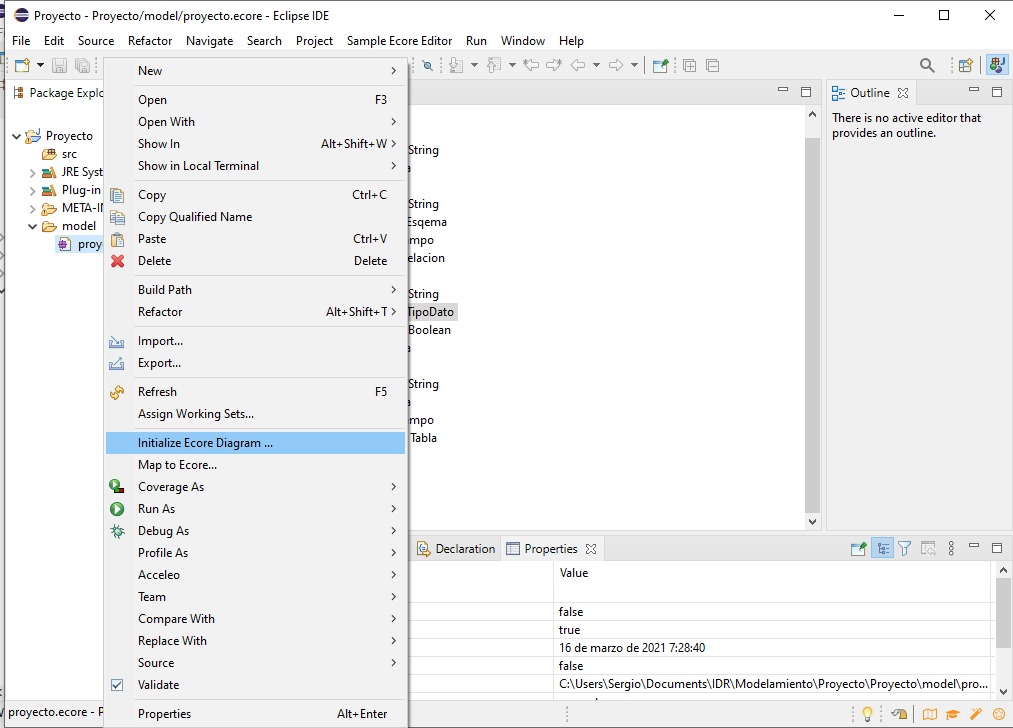 Proyecto - Proyecto/model/proyecto.ecore - Eclipse IDE
File Edit Source Refactor Navigate Search Project Sample Ecore Editor Run Window Help
Package Explo
Proyecto
src
JRE Syst
Plug-in
META-IN
model
proy
New
Open F3
Open With
Show In Alt+Shift+W
Show in Local Terminal
Copy Ctrl+C
Copy Qualified Name
Paste Ctrl+V
Delete Delete
Build Path
Refactor Alt+Shift+T
Import...
Export...
Refresh F5
Assign Working Sets...
Initialize Ecore Diagram ...
Map to Ecore...
Coverage As
Run As
Debug As
Profile As
Acceleo
Team
Compare With
Replace With
Source
Validate
Properties Alt+Enter
String
a
String
Esqema
mpo
elacion
String
TipoDato
Boolean
a
String
a
mpo
Tabla
Outline
There is no active editor that
provides an outline.
Declaration Properties
Value
false
true
16 de marzo de 2021 7:28:40
false
C:\Users\Sergio\Documents\IDR\Modelamiento\Proyecto\Proyecto\model\pro...
proyecto.ecore - P